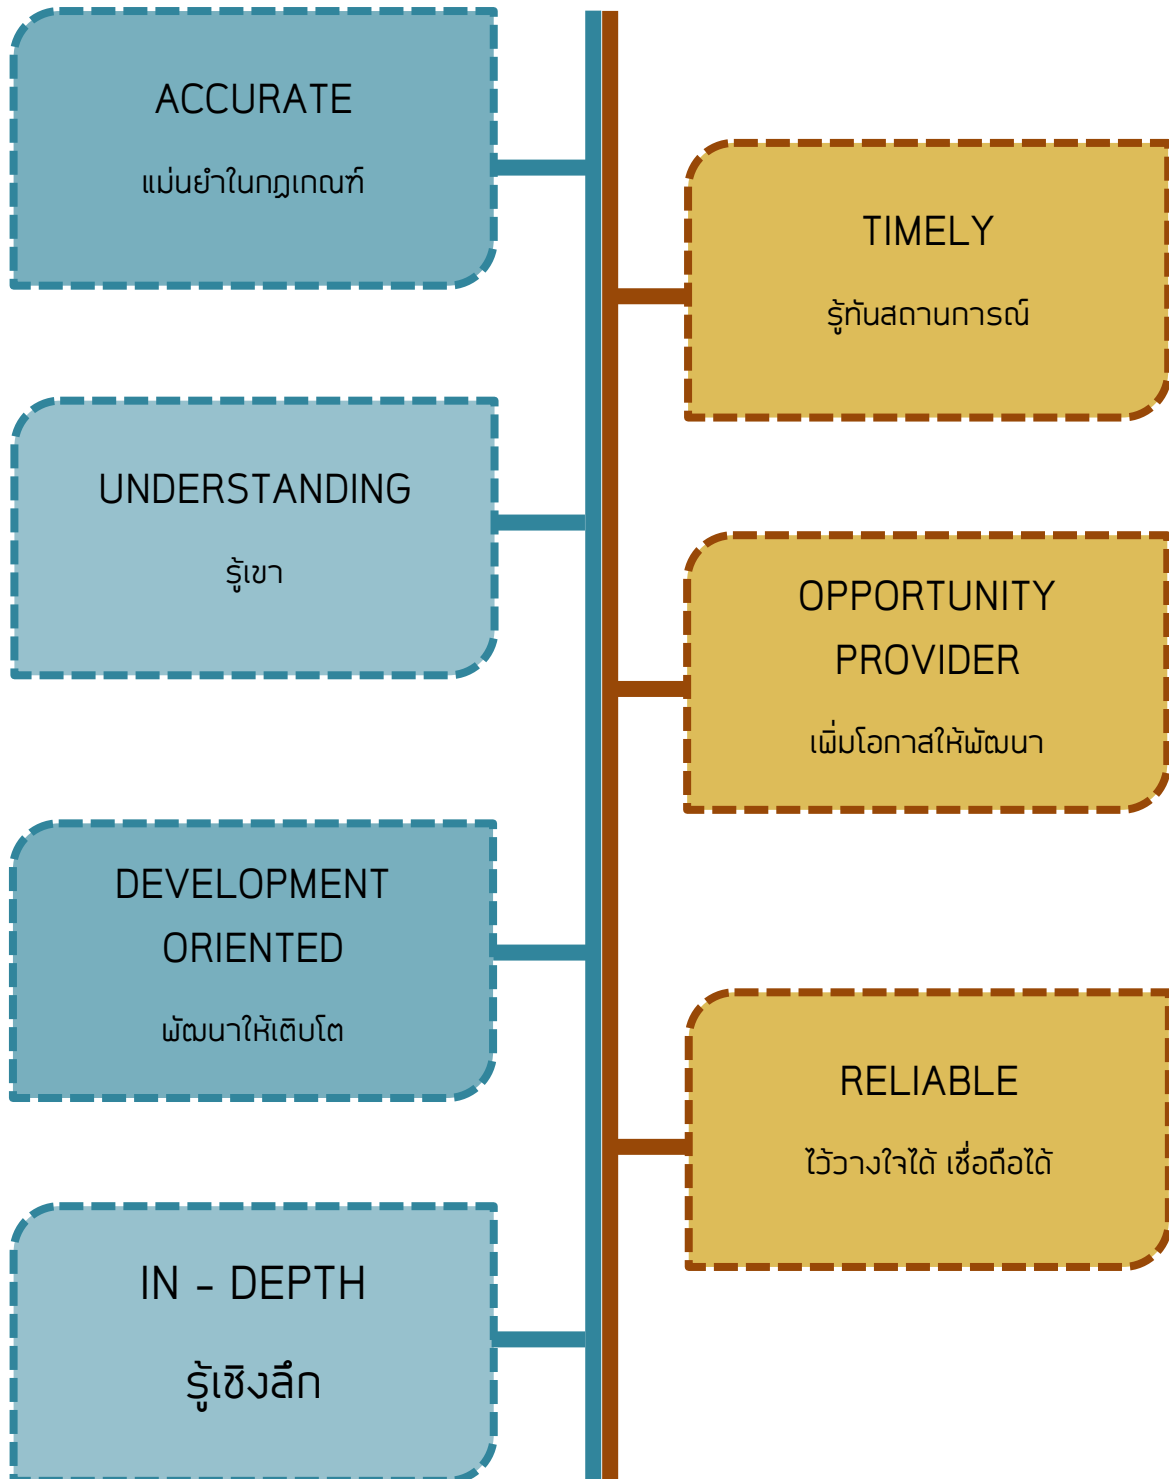 ACCURATE
แม่นยำในกฎเกณฑ์
TIMELY
รู้ทันสถานการณ์
UNDERSTANDING
รู้เขา
OPPORTUNITY
PROVIDER
เพิ่มโอกาสให้พัฒนา
DEVELOPMENT
ORIENTED
พัฒนาให้เติบโต
RELIABLE
ไว้วางใจได้ เชื่อถือได้
IN - DEPTH
รู้เชิงลึก